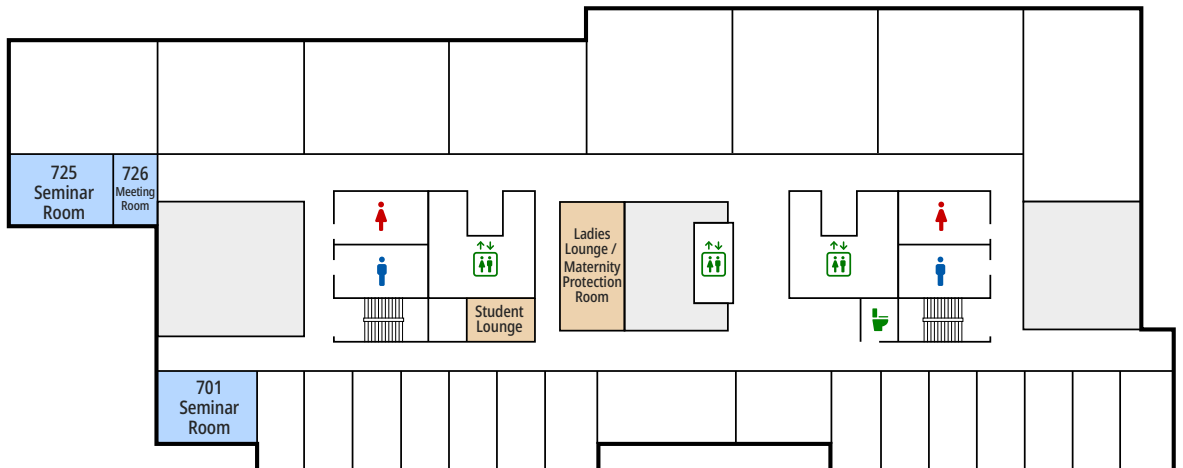 725
Seminar
Room
726
Meeting
Room
Ladies
Lounge /
Maternity
Protection
Room
Student
Lounge
701
Seminar
Room